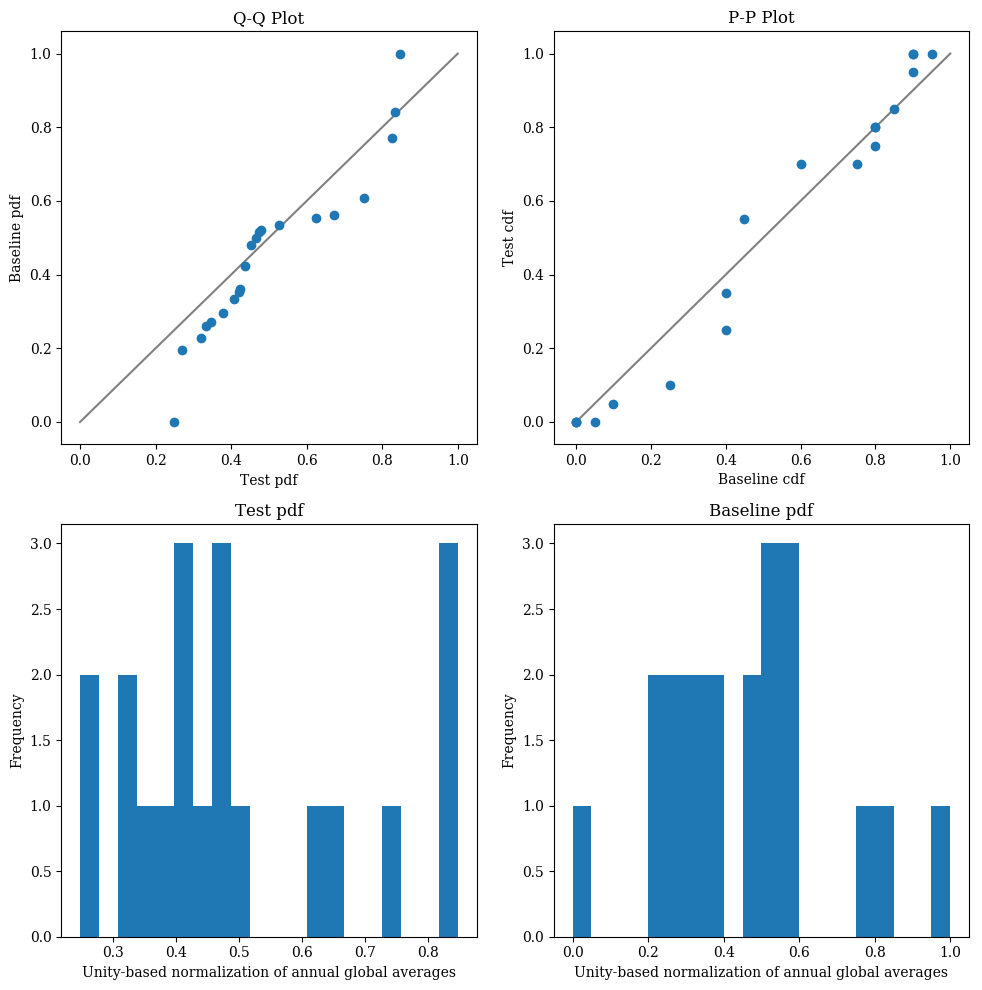 Q-Q Plot
Baseline pdf
1.0
0.8
0.6
0.4
0.2
0.0
0.0 0.2 0.4 0.6 0.8 1.0
Test pdf
P-P Plot
Test cdf
1.0
0.8
0.6
0.4
0.2
0.0
0.0 0.2 0.4 0.6 0.8 1.0
Baseline cdf
Test pdf
Frequency
3.0
2.5
2.0
1.5
1.0
0.5
0.0
0.3 0.4 0.5 0.6 0.7 0.8
Unity-based normalization of annual global averages
Baseline pdf
Frequency
3.0
2.5
2.0
1.5
1.0
0.5
0.0
0.0 0.2 0.4 0.6 0.8 1.0
Unity-based normalization of annual global averages